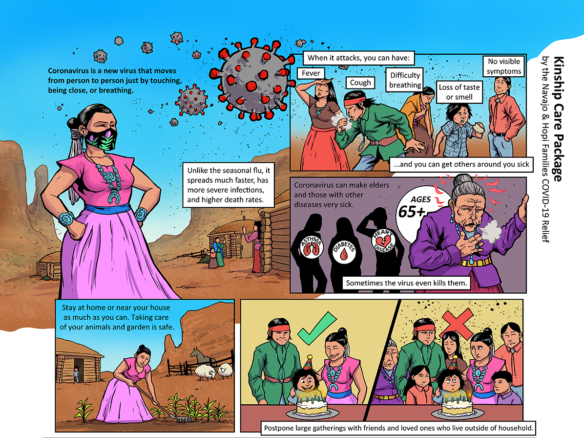 Coronavirus is a new virus that moves
from person to person just by touching,
being close, or breathing.
Unlike the seasonal flu, it
spreads much faster, has
more severe infections,
and higher death rates.
When it attacks, you can have:
Fever
Cough
Difficulty
breathing
Loss of taste
or smell
No visible
symptoms
...and you can get others around you sick
Coronavirus can make elders
and those with other
diseases very sick.
ASTHMA
DIABETES
HEART
DISEASE
AGES
65+
Sometimes the virus even kills them.
Stay at home or near your house
as much as you can. Taking care
of your animals and garden is safe.
Postpone large gatherings with friends and loved ones who live outside of household.
Kinship Care Package
by the Navajo & Hopi Families COVID-19 Relief